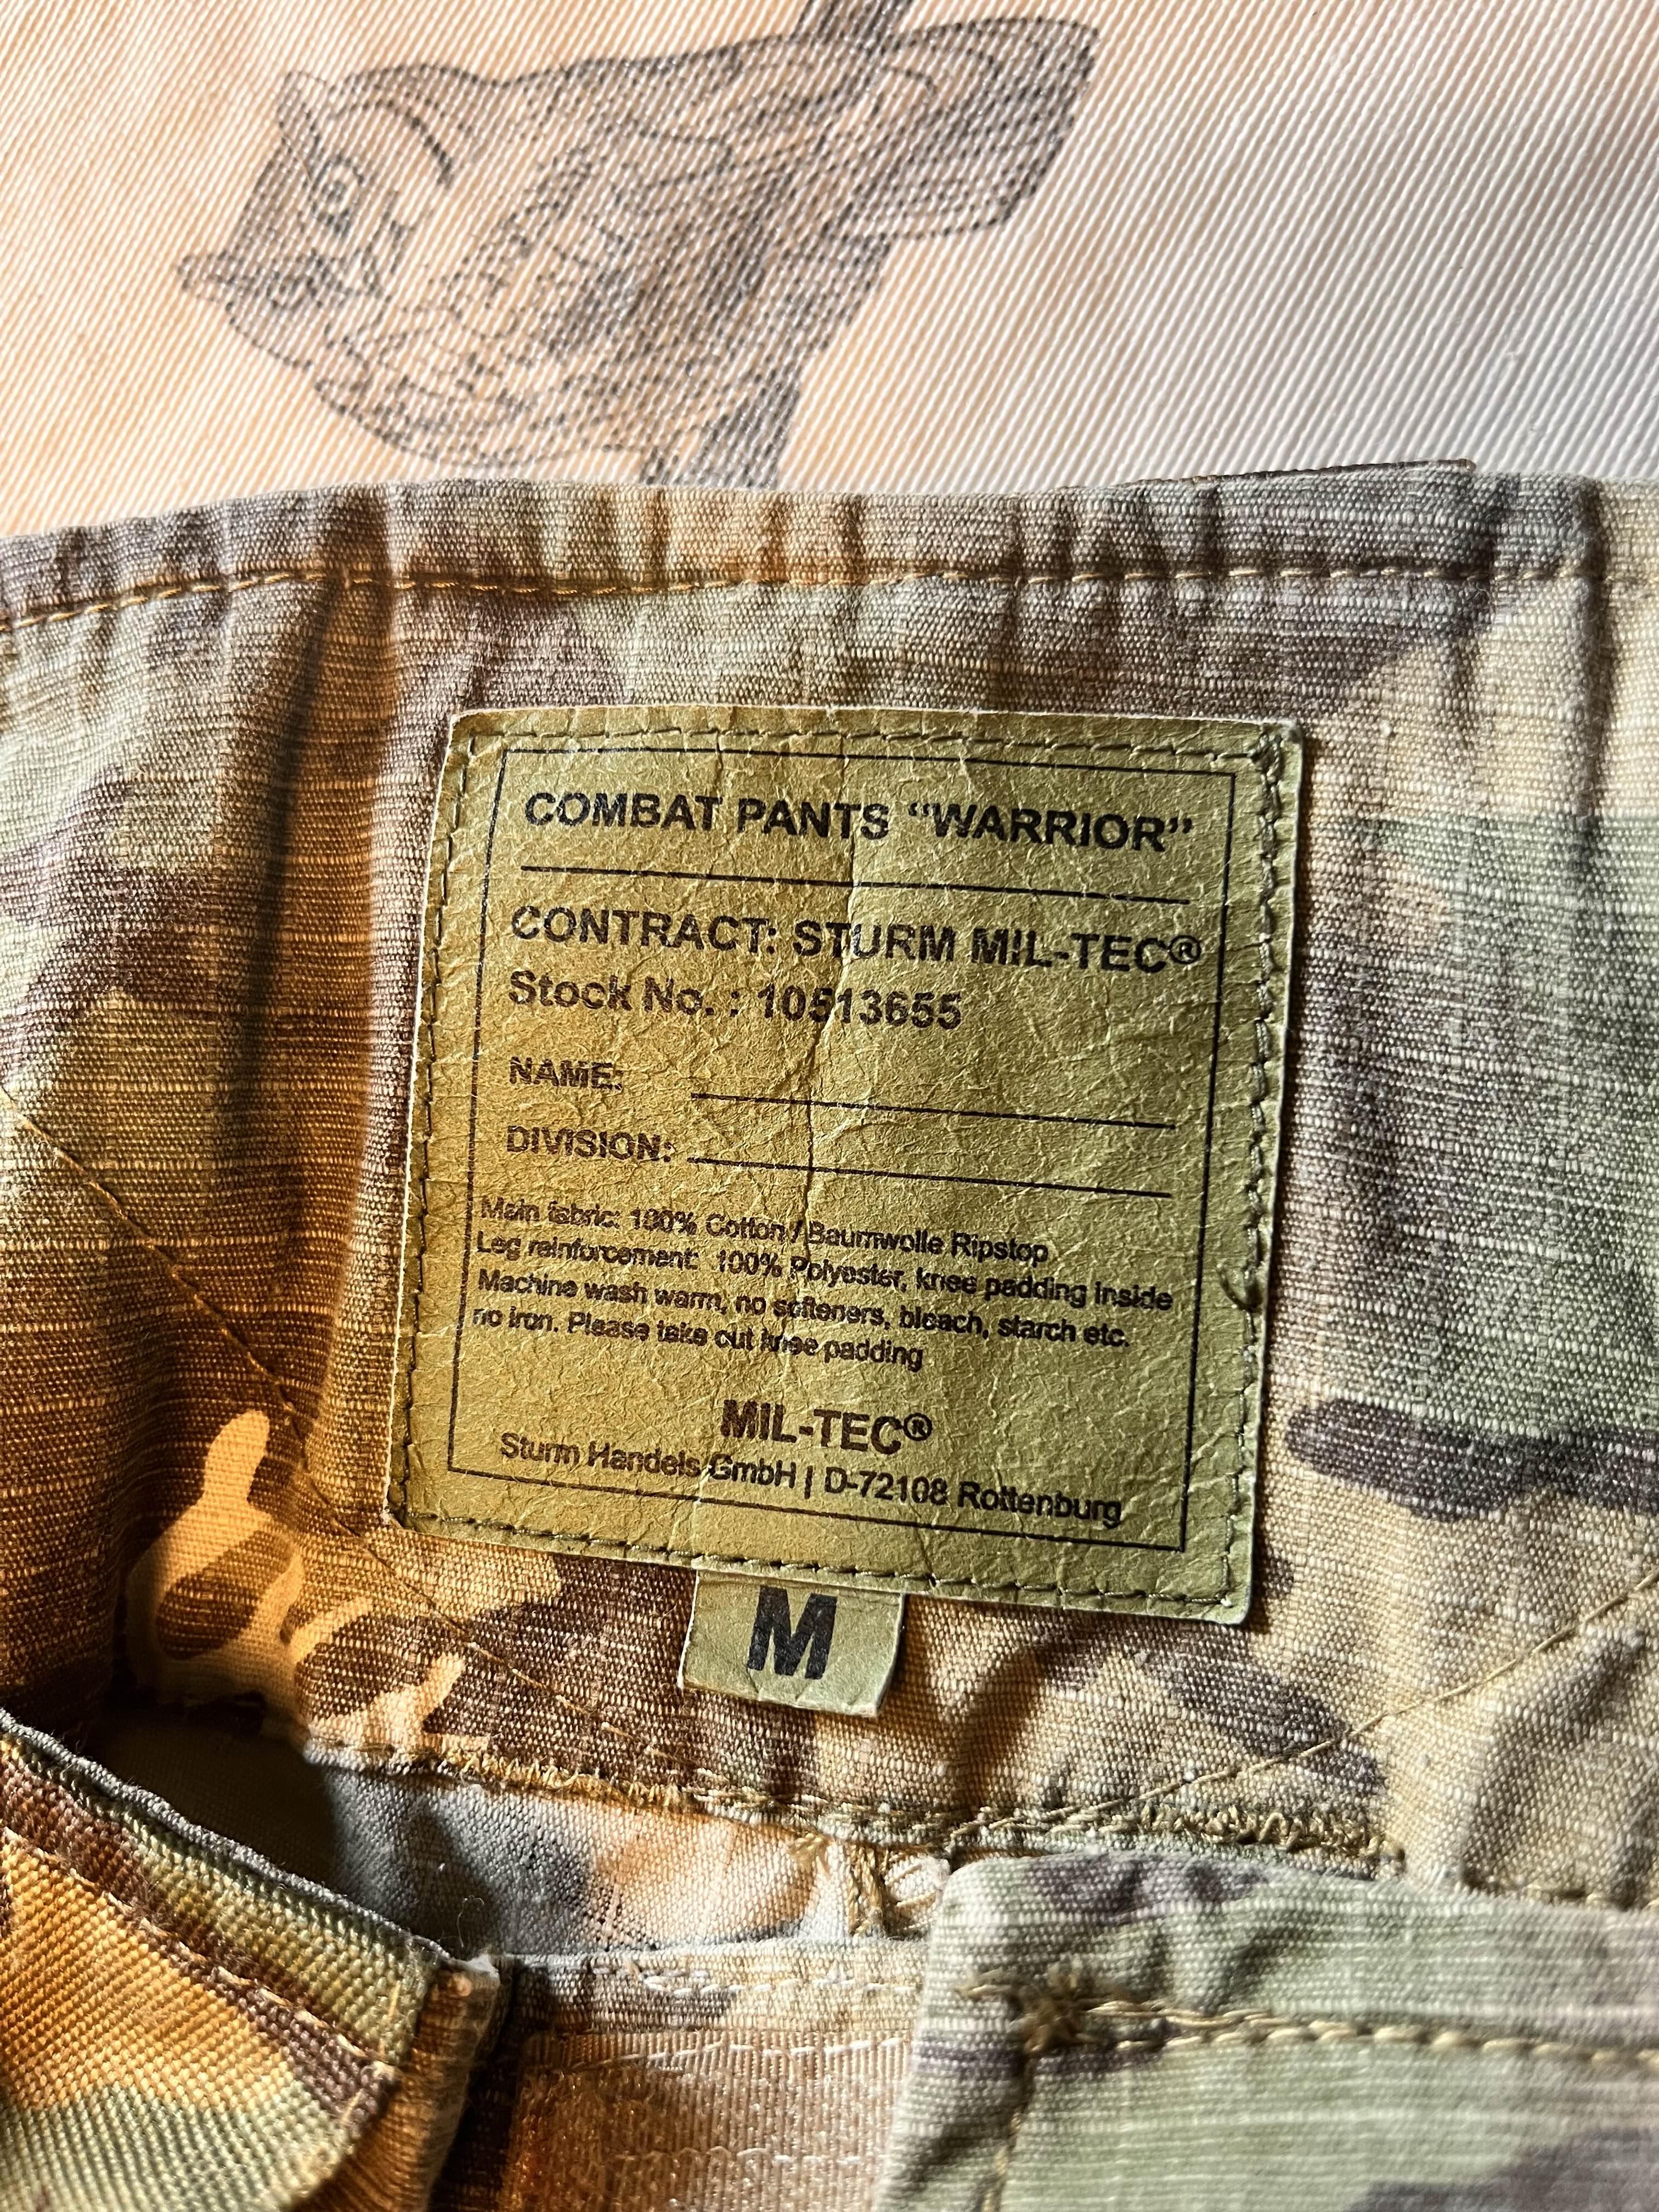 COMBAT PANTS “WARRIOR”
CONTRACT: STURM MIL-TEC®
Stock No. : 10513655
NAME:
DIVISION:
Main fabric: 100% Cotton / Baumwolle Ripstop
Leg reinforcement: 100% Polyester, knee padding inside
Machine wash warm, no softeners, bleach, starch etc.
no iron. Please take out knee padding
MIL-TEC®
Sturm Handels GmbH | D-72108 Rottenburg
M